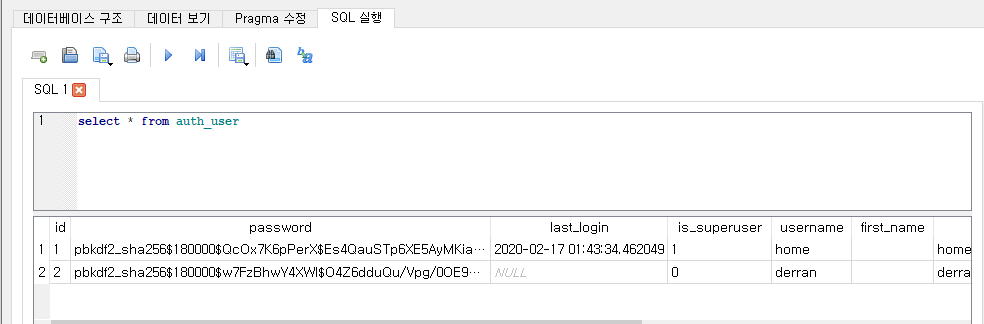 데이터베이스 구조 데이터 보기 Pragma 수정 SQL 실행
SQL 1
1 select * from auth_user
id password last_login is_superuser username first_name
1 1 pbkdf2_sha256$180000$QcOx7K6pPerX$Es4QauSTp6XE5AyMKia… 2020-02-17 01:43:34.462049 1 home home
2 2 pbkdf2_sha256$180000$w7FzBhwY4XWI$O4Z6dduQu/Vpg/0OE9… NULL 0 derran derra